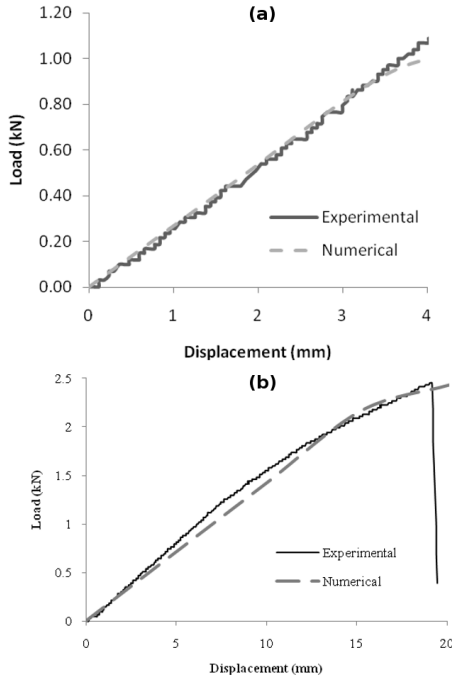 (a)
1.20
1.00
0.80
0.60
0.40
0.20
0.00
Load (kN)
Experimental
Numerical
0 1 2 3 4
Displacement (mm)
(b)
2.5
2
1.5
1
0.5
0
Load (kN)
Experimental
Numerical
0 5 10 15 20
Displacement (mm)